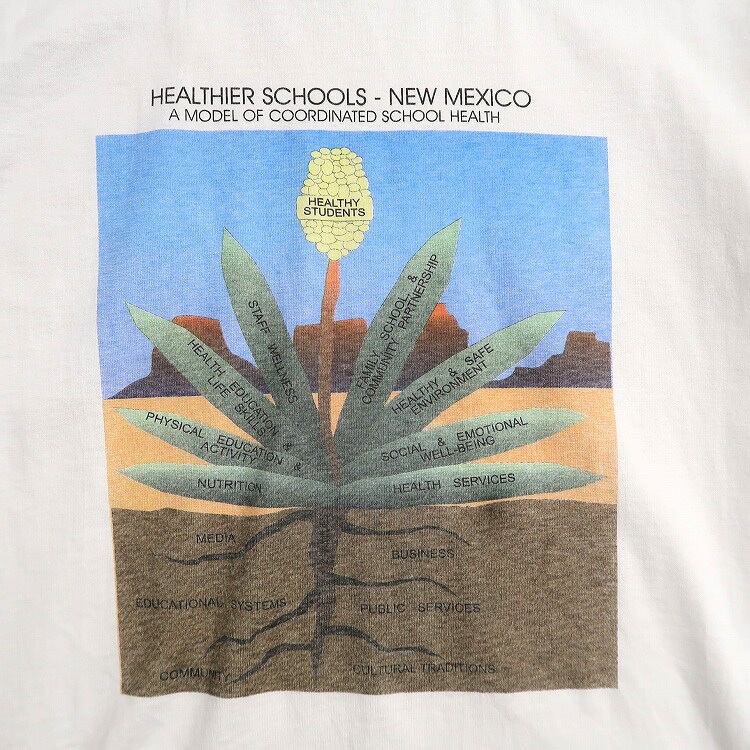 HEALTHIER SCHOOLS - NEW MEXICO
A MODEL OF COORDINATED SCHOOL HEALTH
HEALTHY
STUDENTS
STAFF WELLNESS
FAMILY SCHOOL &
COMMUNITY PARTNERSHIP
HEALTH EDUCATION &
LIFE SKILLS
HEALTHY & SAFE
ENVIRONMENT
PHYSICAL EDUCATION &
ACTIVITY
SOCIAL & EMOTIONAL
WELL-BEING
NUTRITION
HEALTH SERVICES
MEDIA
BUSINESS
EDUCATIONAL SYSTEMS
PUBLIC SERVICES
COMMUNITY
CULTURAL TRADITIONS